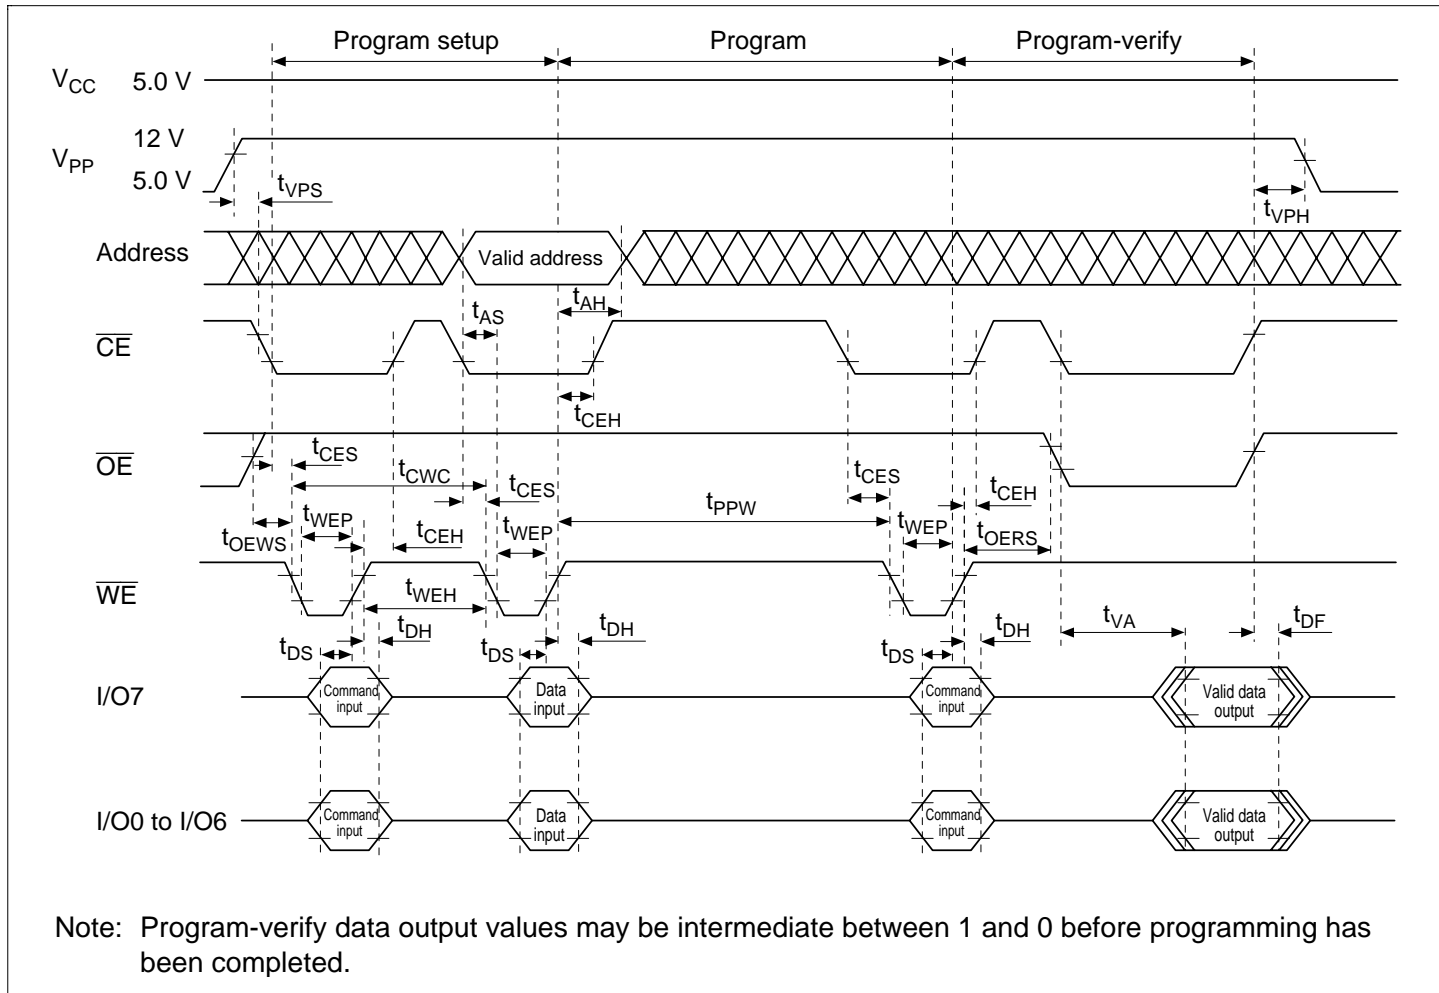 Program setup Program Program-verify
VCC 5.0 V
VPP 12 V
5.0 V
tVPS
tVPH
Address Valid address
tAH
tAS
CE
tCEH
OE
tCES tCWC tCES tCES tCEH
tOEWS tWEP tCEH tWEP tPPW tWEP tOERS
WE
tWEH
tDS tDH tDS tDH tDS tDH tVA tDF
I/O7 Command input Data input Command input Valid data output
I/O0 to I/O6 Command input Data input Command input Valid data output
Note: Program-verify data output values may be intermediate between 1 and 0 before programming has
been completed.